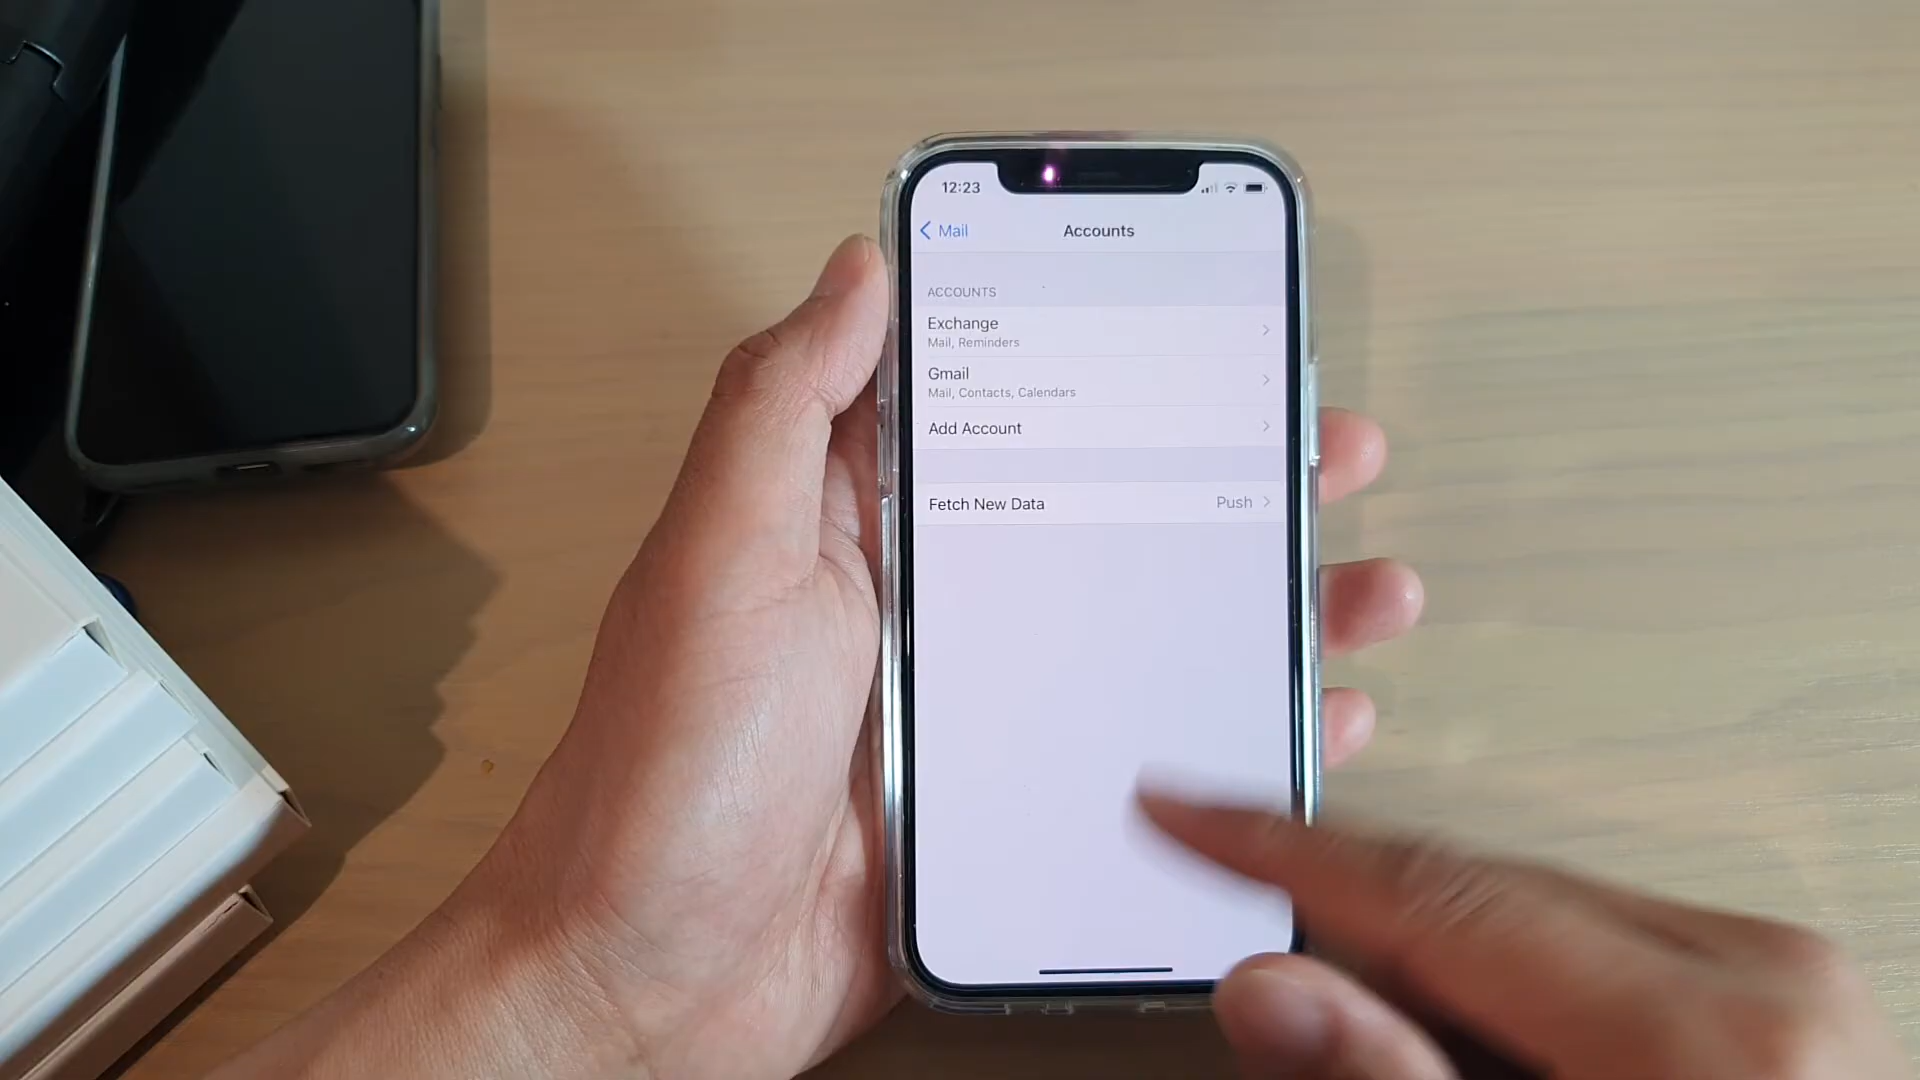 12:23
Mail
Accounts
ACCOUNTS
Exchange
Mail, Reminders
Gmail
Mail, Contacts, Calendars
Add Account
Fetch New Data Push